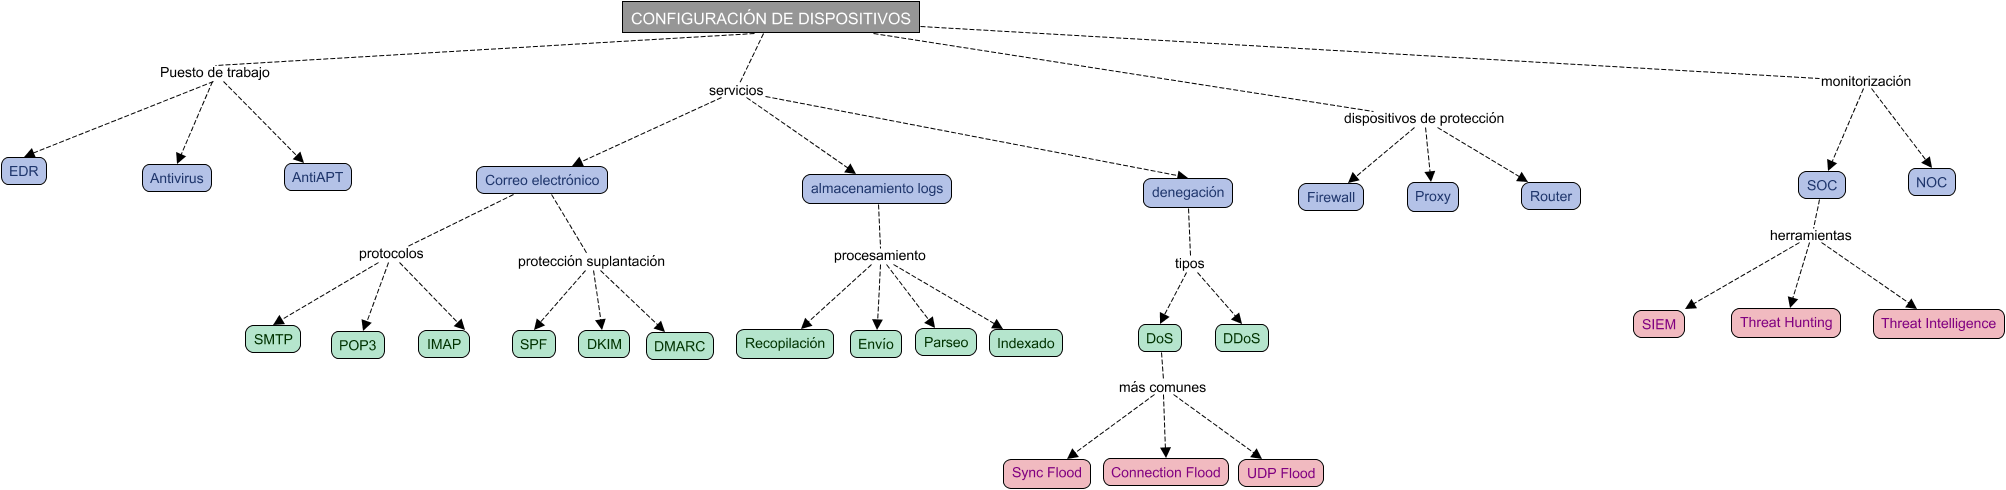 CONFIGURACIÓN DE DISPOSITIVOS
Puesto de trabajo
servicios
dispositivos de protección
monitorización
EDR
Antivirus
AntiAPT
Correo electrónico
almacenamiento logs
denegación
Firewall
Proxy
Router
SOC
NOC
protocolos
protección suplantación
procesamiento
tipos
herramientas
SMTP
POP3
IMAP
SPF
DKIM
DMARC
Recopilación
Envío
Parseo
Indexado
DoS
DDoS
SIEM
Threat Hunting
Threat Intelligence
más comunes
Sync Flood
Connection Flood
UDP Flood